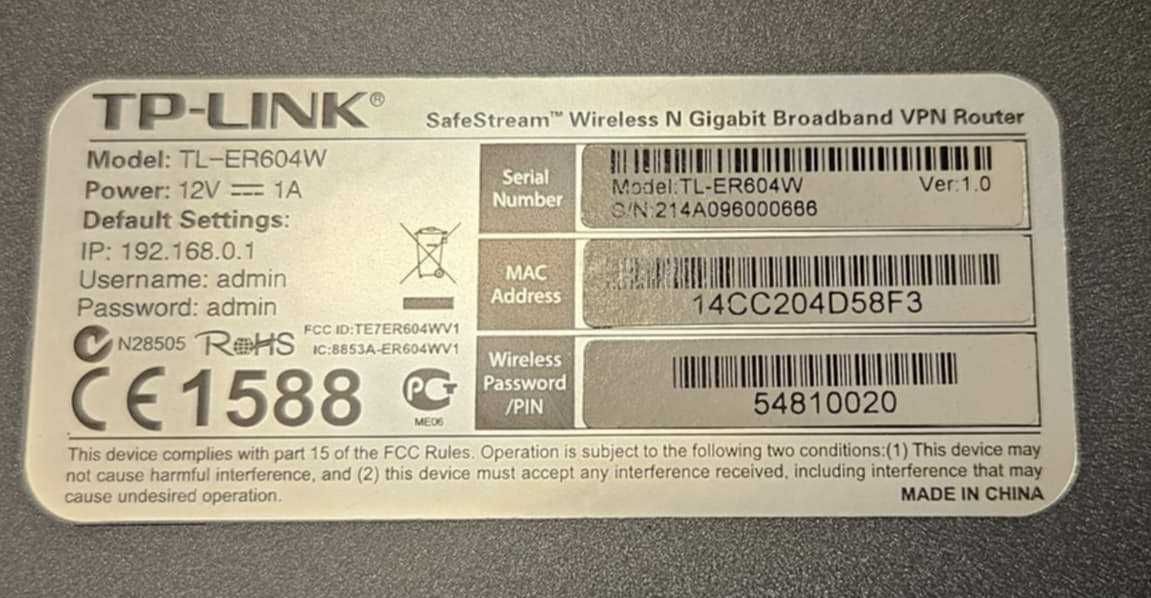 TP-LINK®
SafeStream™ Wireless N Gigabit Broadband VPN Router
Model: TL-ER604W
Power: 12V ⎓ 1A
Default Settings:
IP: 192.168.0.1
Username: admin
Password: admin
N28505 RoHS
FCC ID:TE7ER604WV1
IC:8853A-ER604WV1
CE1588
PCT
ME06
Serial
Number
Model:TL-ER604W Ver:1.0
S/N:214A096000666
MAC
Address
14CC204D58F3
Wireless
Password
/PIN
54810020
This device complies with part 15 of the FCC Rules. Operation is subject to the following two conditions:(1) This device may
not cause harmful interference, and (2) this device must accept any interference received, including interference that may
cause undesired operation.
MADE IN CHINA